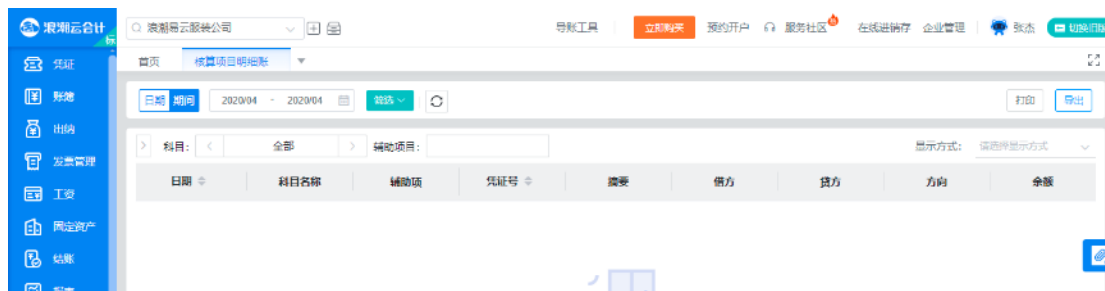 浪潮云会计 浪潮易云服装公司 导账工具 立即购买 预约开户 服务社区 在线进销存 企业管理 张杰 切换旧版
标
凭证 首页 核算项目明细账
账簿 日期 期间 2020/04 - 2020/04 筛选 打印 导出
出纳
科目: 全部 辅助项目: 显示方式: 请选择显示方式
发票管理
日期 科目名称 辅助项 凭证号 摘要 借方 贷方 方向 余额
工资
固定资产
结账